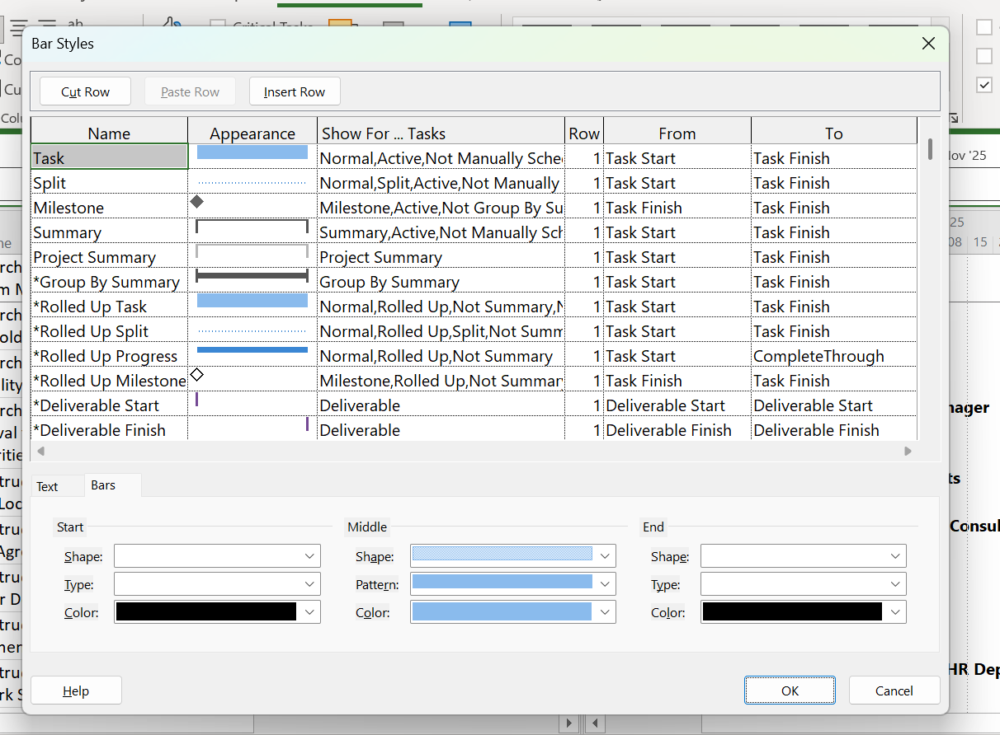 Bar Styles
Cut Row Paste Row Insert Row
Name Appearance Show For ... Tasks Row From To
Task Normal,Active,Not Manually Sche 1 Task Start Task Finish
Split Normal,Split,Active,Not Manually 1 Task Start Task Finish
Milestone Milestone,Active,Not Group By Su 1 Task Finish Task Finish
Summary Summary,Active,Not Manually Sch 1 Task Start Task Finish
Project Summary Project Summary 1 Task Start Task Finish
*Group By Summary Group By Summary 1 Task Start Task Finish
*Rolled Up Task Normal,Rolled Up,Not Summary,N 1 Task Start Task Finish
*Rolled Up Split Normal,Rolled Up,Split,Not Summ 1 Task Start Task Finish
*Rolled Up Progress Normal,Rolled Up,Not Summary 1 Task Start CompleteThrough
*Rolled Up Milestone Milestone,Rolled Up,Not Summar 1 Task Finish Task Finish
*Deliverable Start Deliverable 1 Deliverable Start Deliverable Start
*Deliverable Finish Deliverable 1 Deliverable Finish Deliverable Finish
Text Bars
Start Middle End
Shape: Shape: Shape:
Type: Pattern: Type:
Color: Color: Color:
Help OK Cancel
Nov '25
25
08 15
nager
ts
Consul
HR Dep